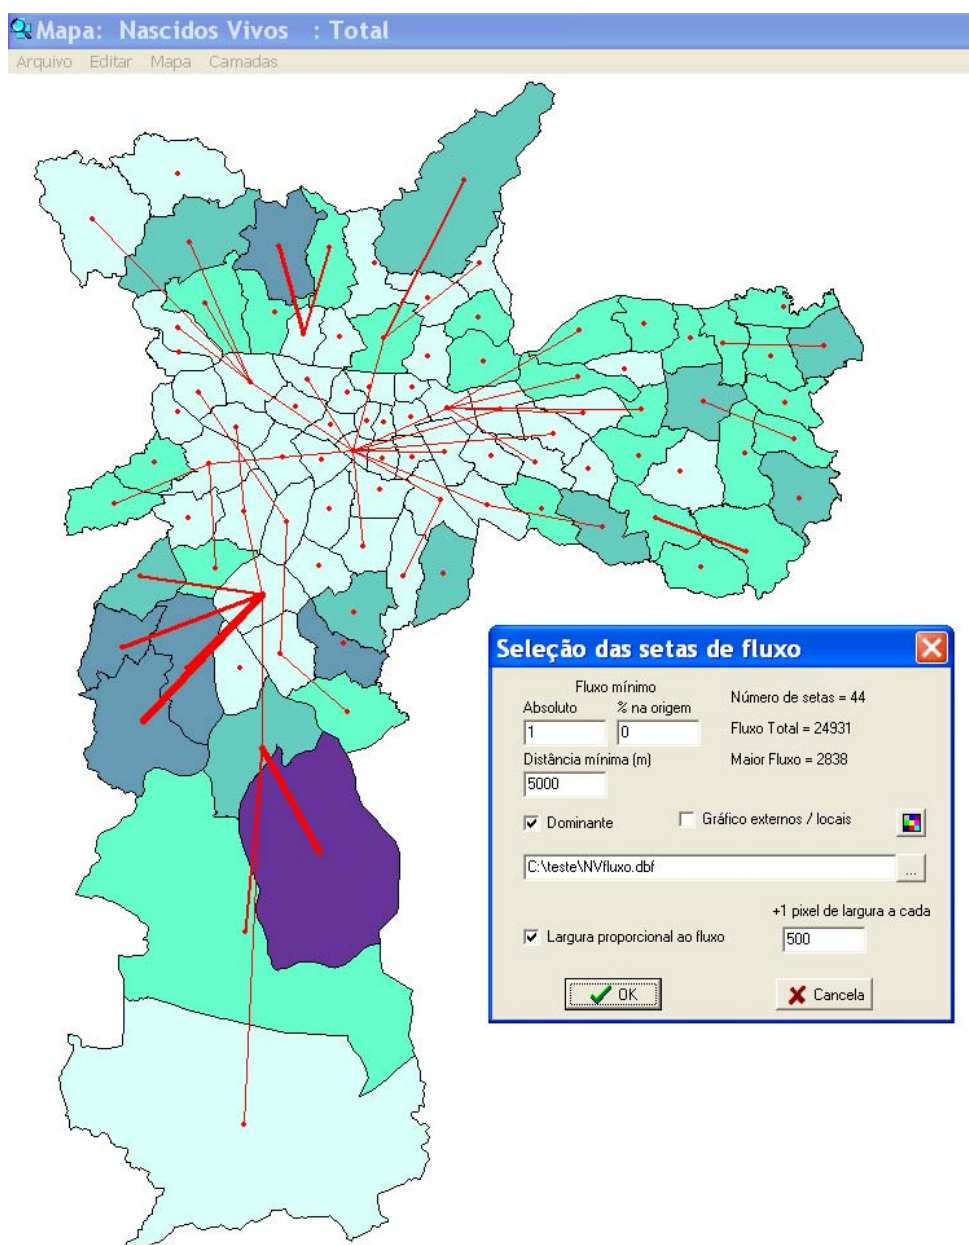 Mapa: Nascidos Vivos : Total
Arquivo Editar Mapa Camadas
Seleção das setas de fluxo
Fluxo mínimo
Absoluto % na origem
1 0
Distância mínima (m)
5000
Número de setas = 44
Fluxo Total = 24931
Maior Fluxo = 2838
Dominante
Gráfico externos / locais
C:\teste\NVfluxo.dbf
...
+1 pixel de largura a cada
Largura proporcional ao fluxo
500
OK
Cancela